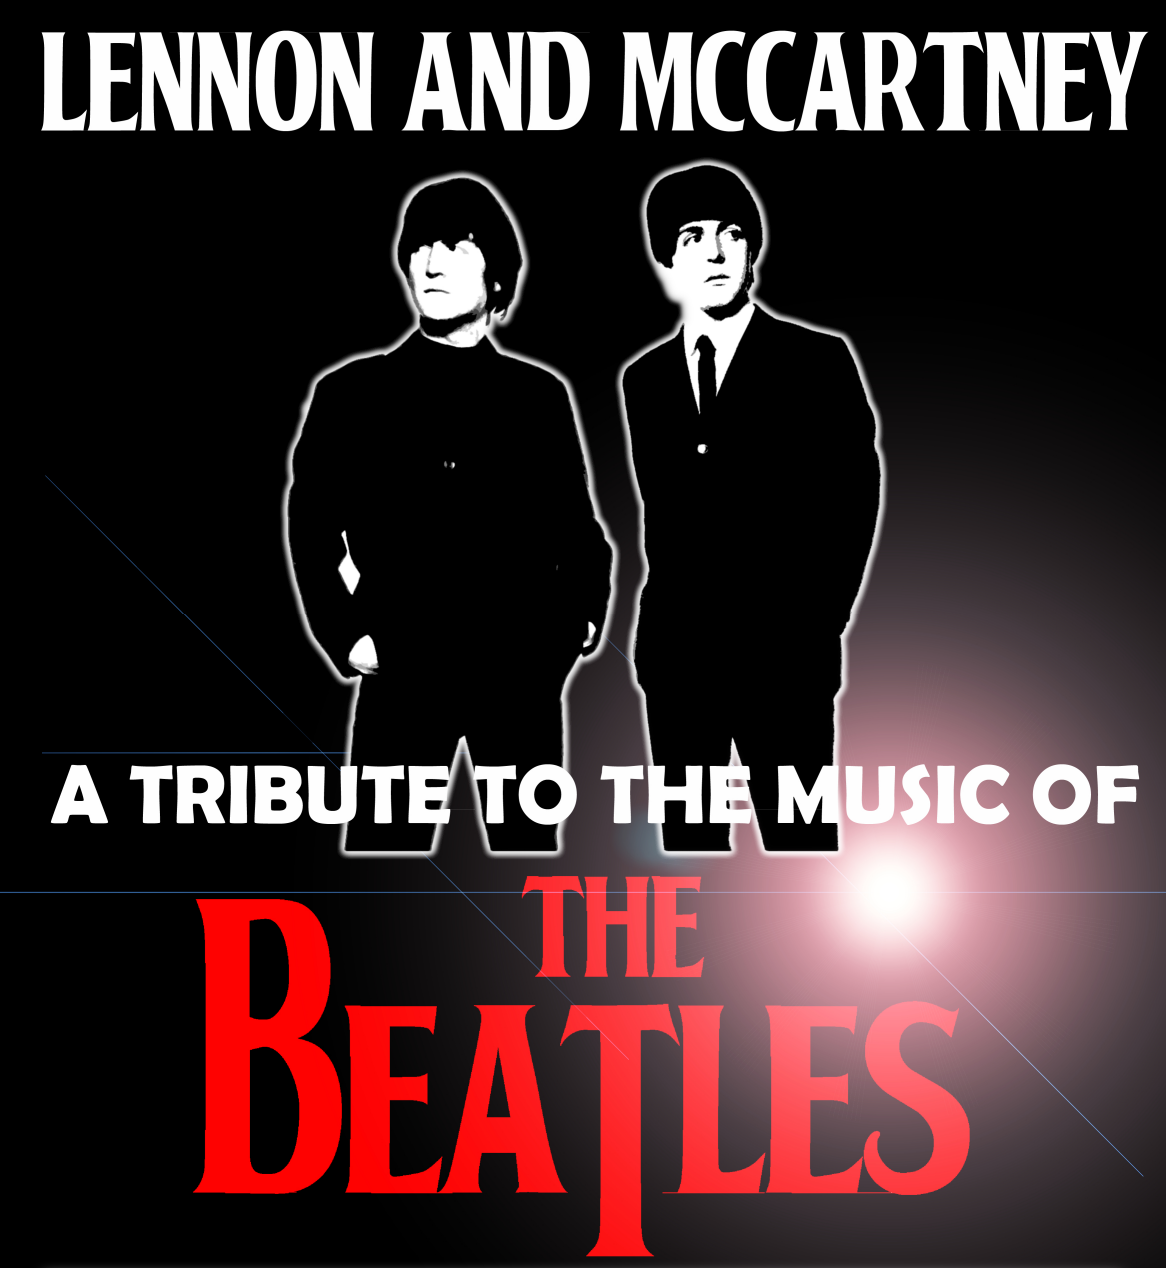 LENNON AND MCCARTNEY
A TRIBUTE TO THE MUSIC OF
THE
BEATLES